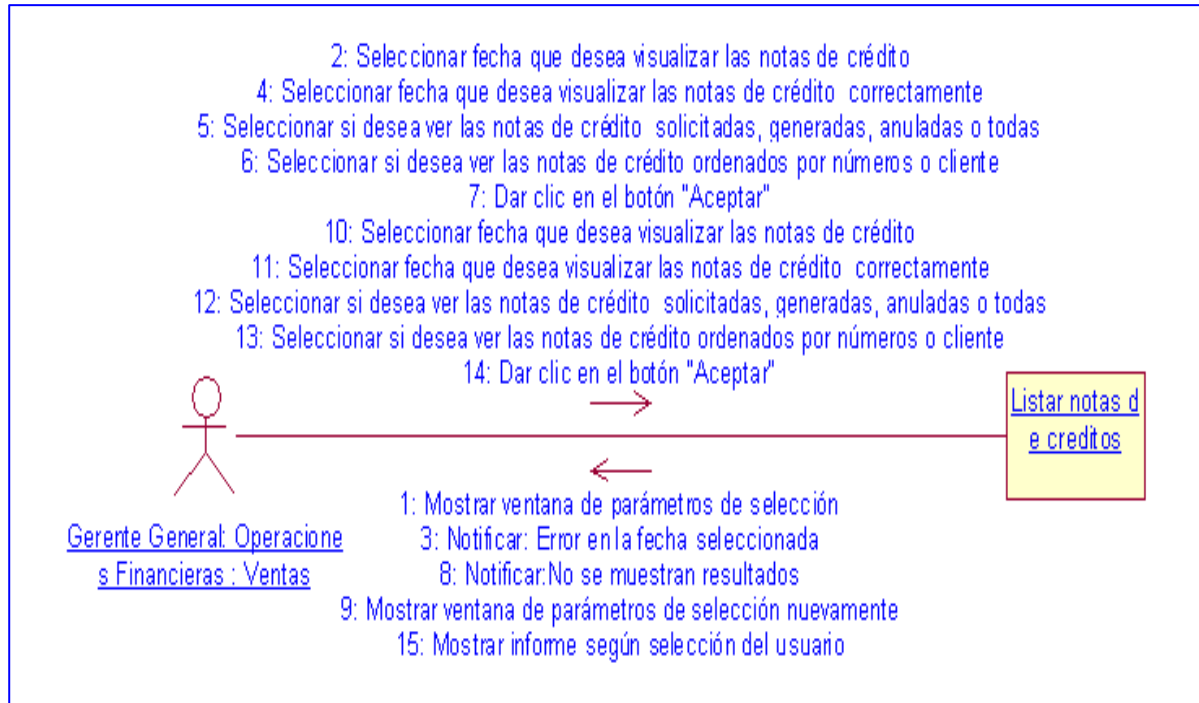 2: Seleccionar fecha que desea visualizar las notas de crédito
4: Seleccionar fecha que desea visualizar las notas de crédito correctamente
5: Seleccionar si desea ver las notas de crédito solicitadas, generadas, anuladas o todas
6: Seleccionar si desea ver las notas de crédito ordenados por números o cliente
7: Dar clic en el botón "Aceptar"
10: Seleccionar fecha que desea visualizar las notas de crédito
11: Seleccionar fecha que desea visualizar las notas de crédito correctamente
12: Seleccionar si desea ver las notas de crédito solicitadas, generadas, anuladas o todas
13: Seleccionar si desea ver las notas de crédito ordenados por números o cliente
14: Dar clic en el botón "Aceptar"
Listar notas d
e creditos
1: Mostrar ventana de parámetros de selección
3: Notificar: Error en la fecha seleccionada
8: Notificar:No se muestran resultados
9: Mostrar ventana de parámetros de selección nuevamente
15: Mostrar informe según selección del usuario
Gerente General: Operacione
s Financieras : Ventas